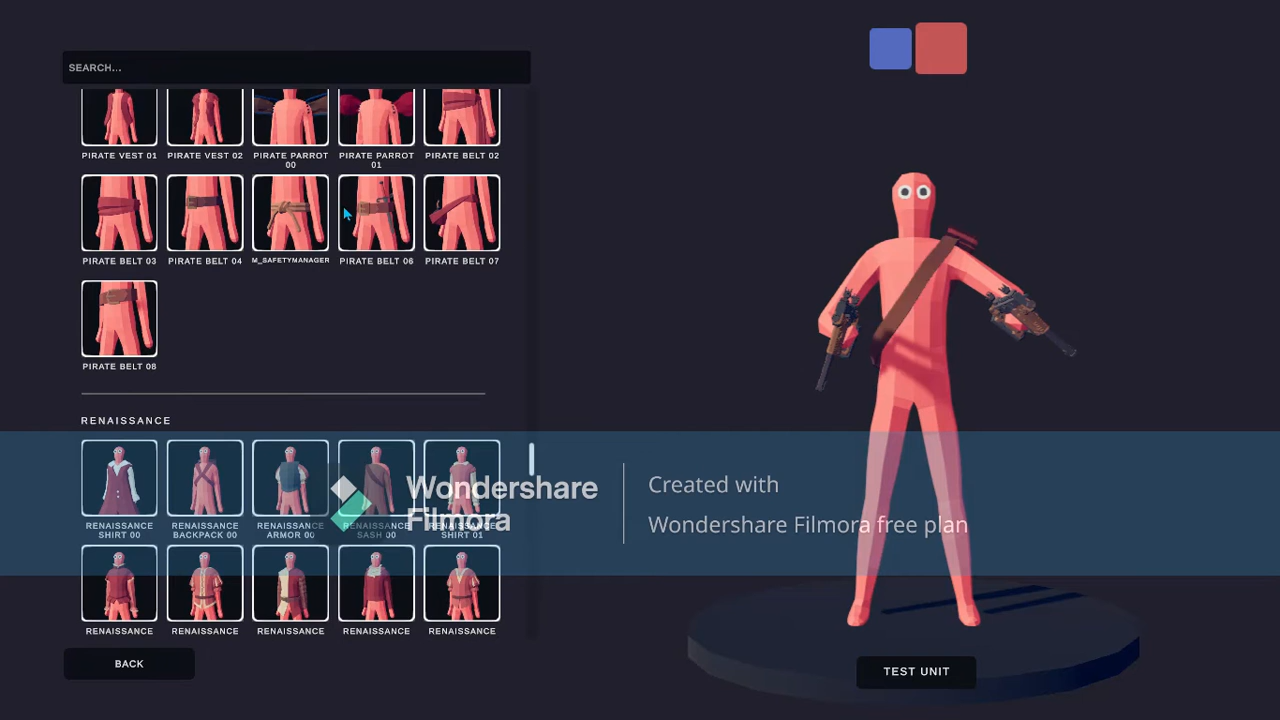 SEARCH...
PIRATE VEST 01
PIRATE VEST 02
PIRATE PARROT
00
PIRATE PARROT
01
PIRATE BELT 02
PIRATE BELT 03
PIRATE BELT 04
M_SAFETYMANAGER
PIRATE BELT 06
PIRATE BELT 07
PIRATE BELT 08
RENAISSANCE
RENAISSANCE
SHIRT 00
RENAISSANCE
BACKPACK 00
RENAISSANCE
ARMOR 00
RENAISSANCE
SASH 00
RENAISSANCE
SHIRT 01
Wondershare
Filmora
Created with
Wondershare Filmora free plan
RENAISSANCE
RENAISSANCE
RENAISSANCE
RENAISSANCE
RENAISSANCE
BACK
TEST UNIT